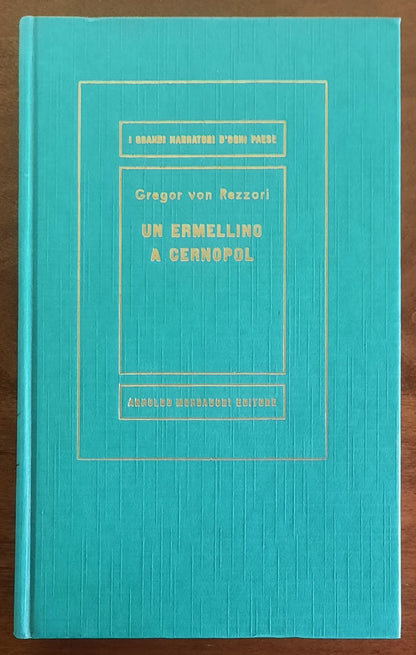 I GRANDI NARRATORI D'OGNI PAESE
Gregor von Rezzori
UN ERMELLINO
A CERNOPOL
ARNOLDO MONDADORI EDITORE